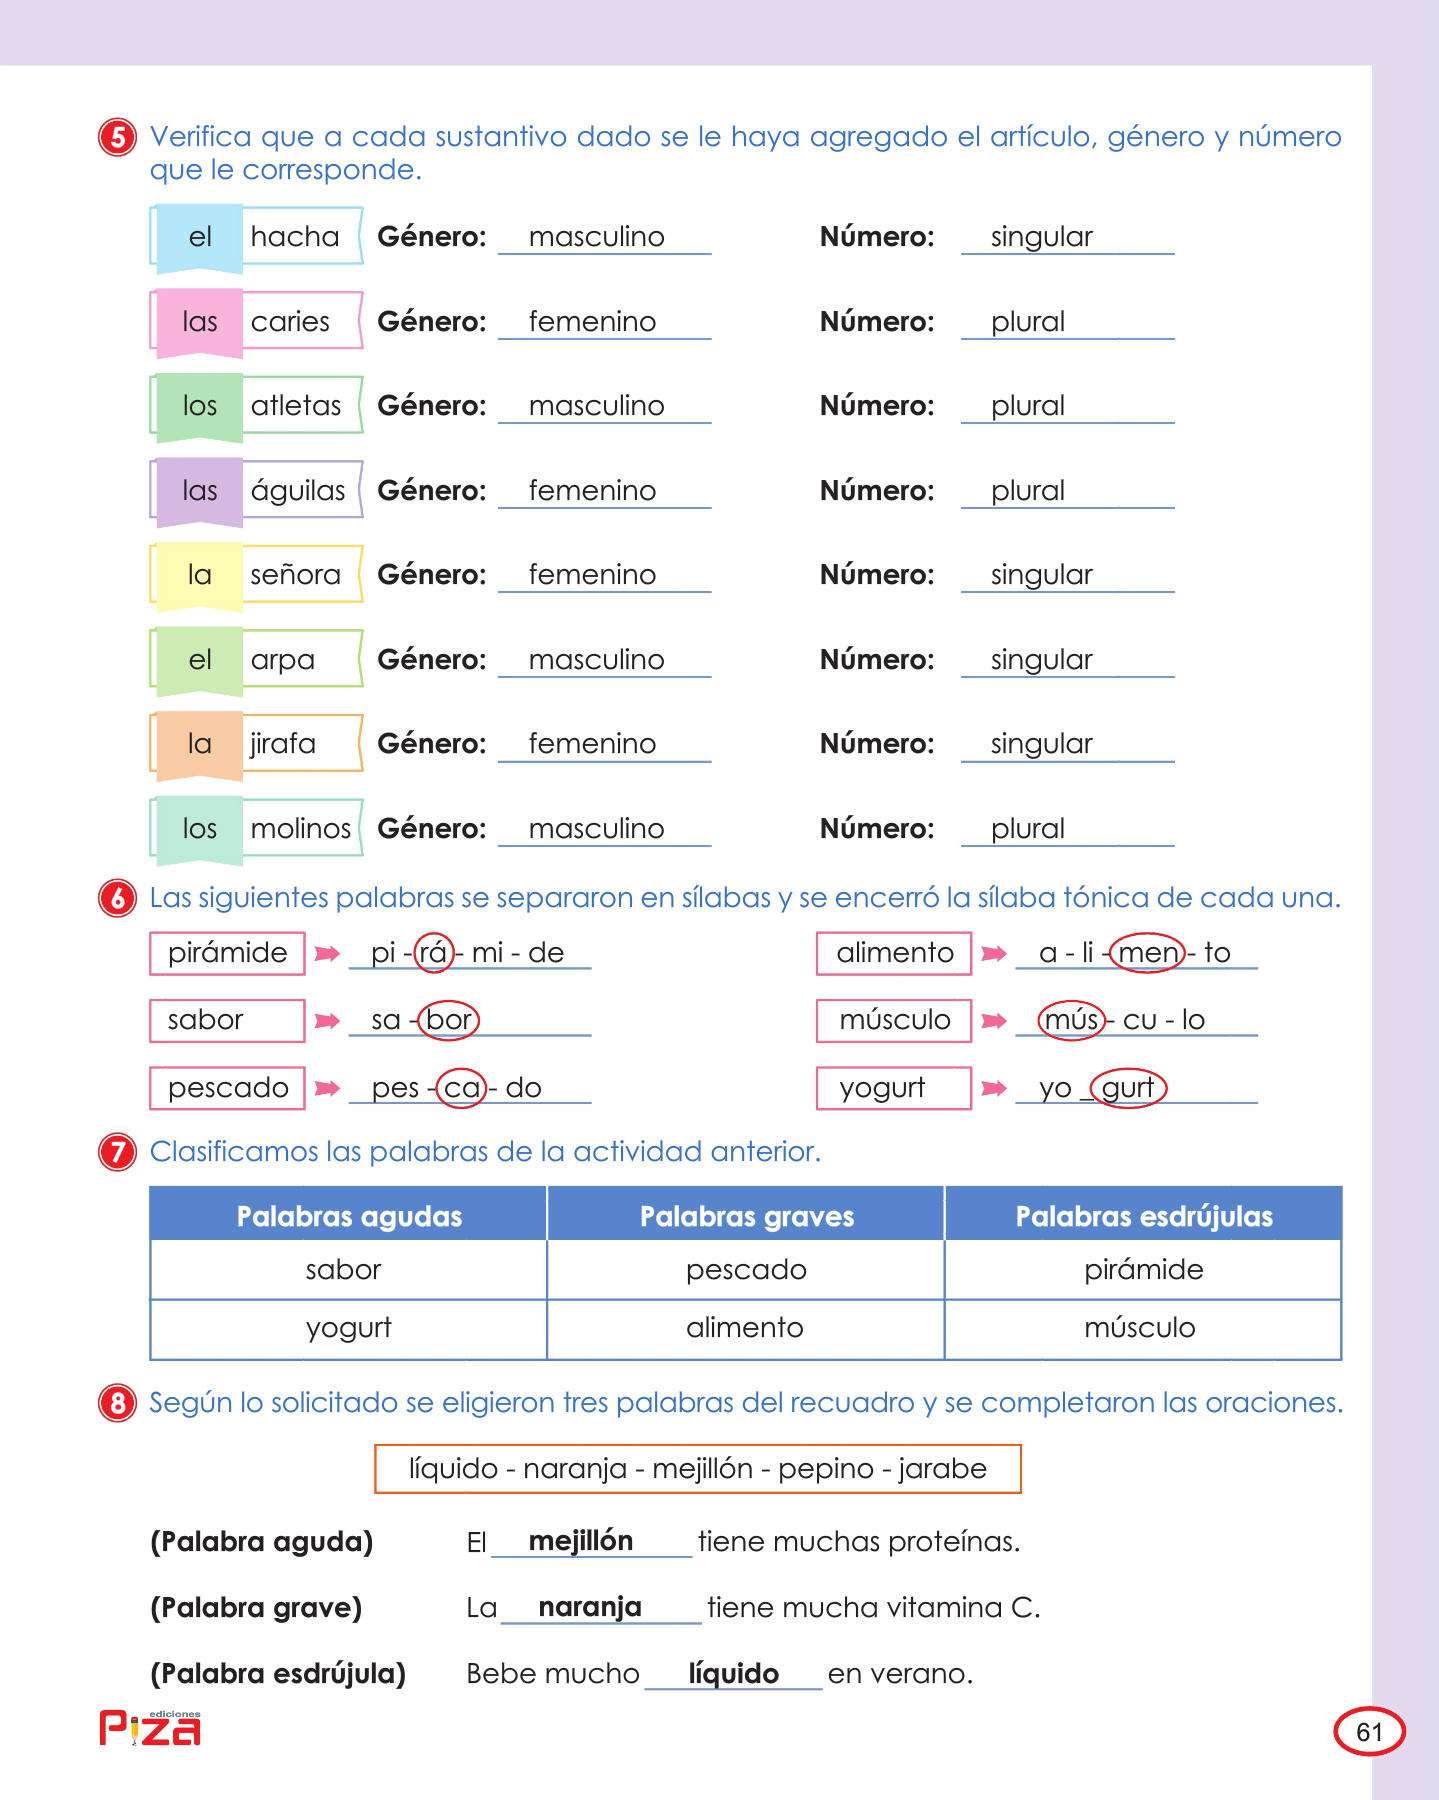 5 Verifica que a cada sustantivo dado se le haya agregado el artículo, género y número
que le corresponde.
el hacha Género: masculino Número: singular
las caries Género: femenino Número: plural
los atletas Género: masculino Número: plural
las águilas Género: femenino Número: plural
la señora Género: femenino Número: singular
el arpa Género: masculino Número: singular
la jirafa Género: femenino Número: singular
los molinos Género: masculino Número: plural
6 Las siguientes palabras se separaron en sílabas y se encerró la sílaba tónica de cada una.
pirámide pi - rá - mi - de alimento a - li - men - to
sabor sa - bor músculo mús - cu - lo
pescado pes - ca - do yogurt yo _ gurt
7 Clasificamos las palabras de la actividad anterior.
Palabras agudas Palabras graves Palabras esdrújulas
sabor pescado pirámide
yogurt alimento músculo
8 Según lo solicitado se eligieron tres palabras del recuadro y se completaron las oraciones.
líquido - naranja - mejillón - pepino - jarabe
(Palabra aguda) El mejillón tiene muchas proteínas.
(Palabra grave) La naranja tiene mucha vitamina C.
(Palabra esdrújula) Bebe mucho líquido en verano.
ediciones
Piza
61